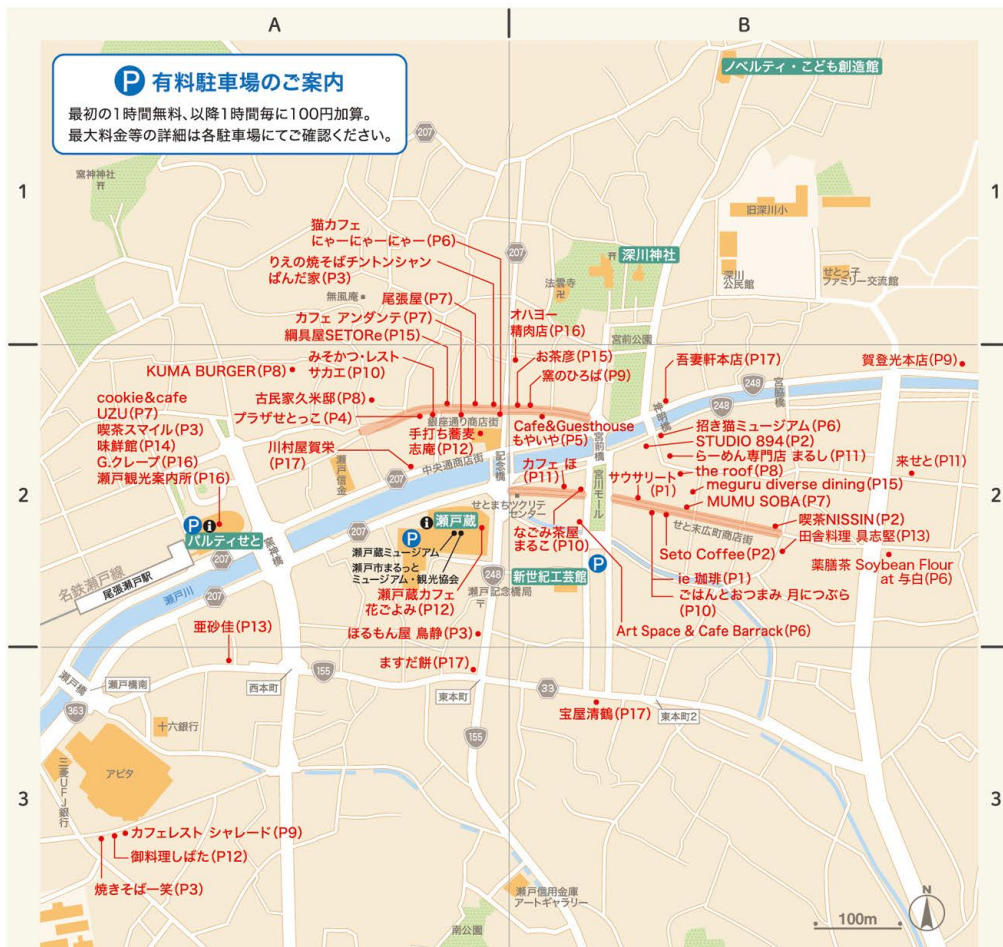 A
B
P 有料駐車場のご案内
最初の1時間無料、以降1時間毎に100円加算。
最大料金等の詳細は各駐車場にてご確認ください。
207
ノベルティ・こども創造館
窯神神社
1
1
旧深川小
猫カフェ
にゃーにゃーにゃー(P6)
207
深川神社
りえの焼そばチントンシャン
ぱんだ家(P3)
法雲寺
深川
公民館
せとっ子
ファミリー交流館
無風庵
尾張屋(P7)
カフェ アンダンテ(P7)
オハヨー
精肉店(P16)
綱具屋SETORe(P15)
宮前公園
みそかつ・レスト
サカエ(P10)
お茶彦(P15)
吾妻軒本店(P17)
賀登光本店(P9)
KUMA BURGER(P8)
窯のひろば(P9)
248
宮脇橋
248
cookie&cafe
UZU(P7)
喫茶スマイル(P3)
味鮮館(P14)
G.クレープ(P16)
瀬戸観光案内所(P16)
古民家久米邸(P8)
神明橋
248
プラザせとっこ(P4)
銀座通り商店街
Cafe&Guesthouse
もやいや(P5)
招き猫ミュージアム(P6)
手打ち蕎麦
志庵(P12)
宮前橋
STUDIO 894(P2)
川村屋賀栄
(P17)
記念橋
らーめん専門店 まるし(P11)
瀬戸信金
中央通商店街
カフェ ほ
(P11)
サウサリート
(P1)
the roof(P8)
来せと(P11)
207
宮川モール
meguru diverse dining(P15)
2
2
せとまちツクリテ
センター
MUMU SOBA(P7)
瀬戸蔵
せと末広町商店街
喫茶NISSIN(P2)
P
パルティせと
P
なごみ茶屋
まるこ(P10)
田舎料理 具志堅(P13)
207
窯神橋
瀬戸蔵ミュージアム
Seto Coffee(P2)
瀬戸市まるっと
ミュージアム・観光協会
薬膳茶 Soybean Flour
at 与白(P6)
名鉄瀬戸線
尾張瀬戸駅
248
新世紀工芸館
P
ie 珈琲(P1)
瀬戸川
瀬戸記念橋局
瀬戸蔵カフェ
花ごよみ(P12)
ごはんとおつまみ 月につぶら
(P10)
207
亜砂佳(P13)
ほるもん屋 鳥静(P3)
Art Space & Cafe Barrack(P6)
ますだ餅(P17)
瀬戸橋
瀬戸橋南
西本町
155
東本町
33
宝屋清鶴(P17)
東本町2
363
十六銀行
155
アピタ
三菱UFJ銀行
3
3
カフェレスト シャレード(P9)
御料理しばた(P12)
焼きそば一笑(P3)
瀬戸信用金庫
アートギャラリー
南公園
100m
N